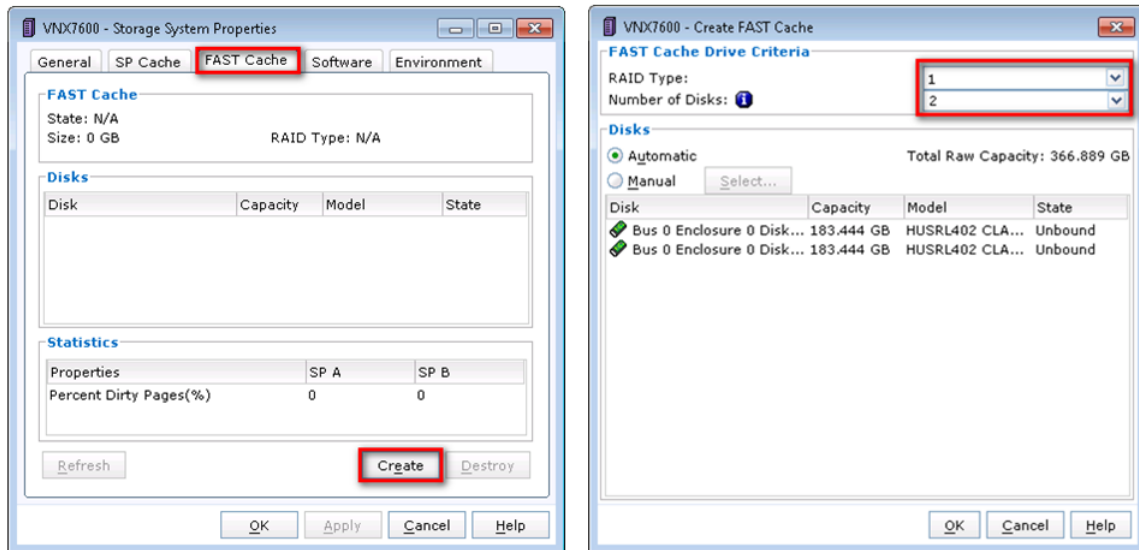 VNX7600 - Storage System Properties
General SP Cache FAST Cache Software Environment
FAST Cache
State: N/A
Size: 0 GB RAID Type: N/A
Disks
Disk Capacity Model State
Statistics
Properties SP A SP B
Percent Dirty Pages(%) 0 0
Refresh Create Destroy
OK Apply Cancel Help
VNX7600 - Create FAST Cache
FAST Cache Drive Criteria
RAID Type: 1
Number of Disks: 2
Disks
Automatic Total Raw Capacity: 366.889 GB
Manual Select...
Disk Capacity Model State
Bus 0 Enclosure 0 Disk... 183.444 GB HUSRL402 CLA... Unbound
Bus 0 Enclosure 0 Disk... 183.444 GB HUSRL402 CLA... Unbound
OK Cancel Help